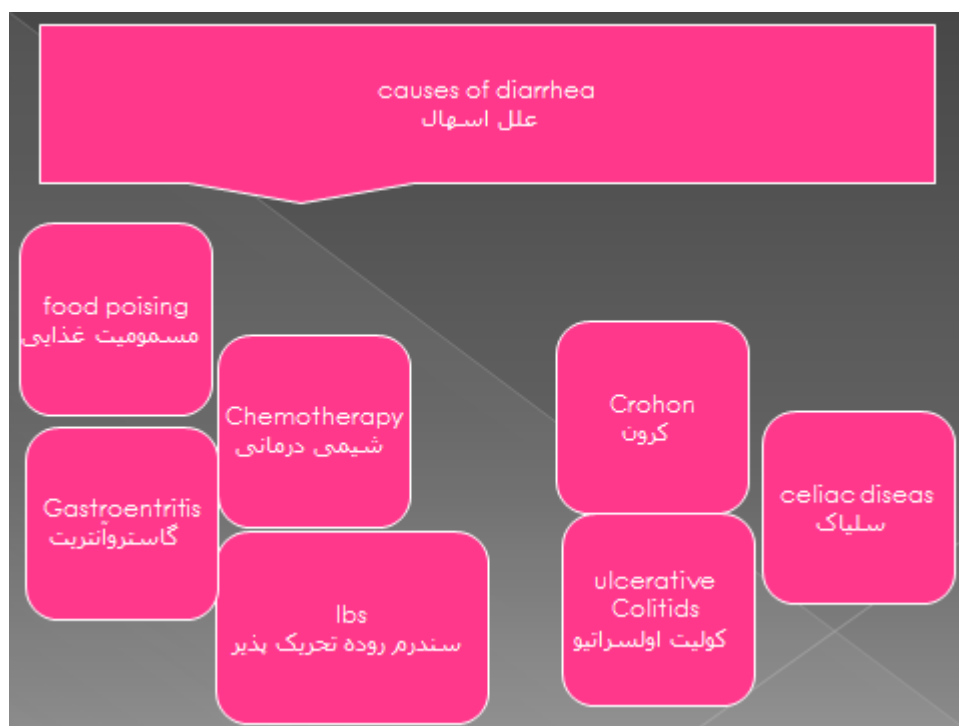 causes of diarrhea
علل اسهال
food poising
مسمومیت غذایی
Chemotherapy
شیمی درمانی
Gastroentritis
گاستروآنتریت
Ibs
سندرم روده تحریک پذیر
Crohon
کرون
ulcerative
Colitids
کولیت اولسراتیو
celiac diseas
سلیاک